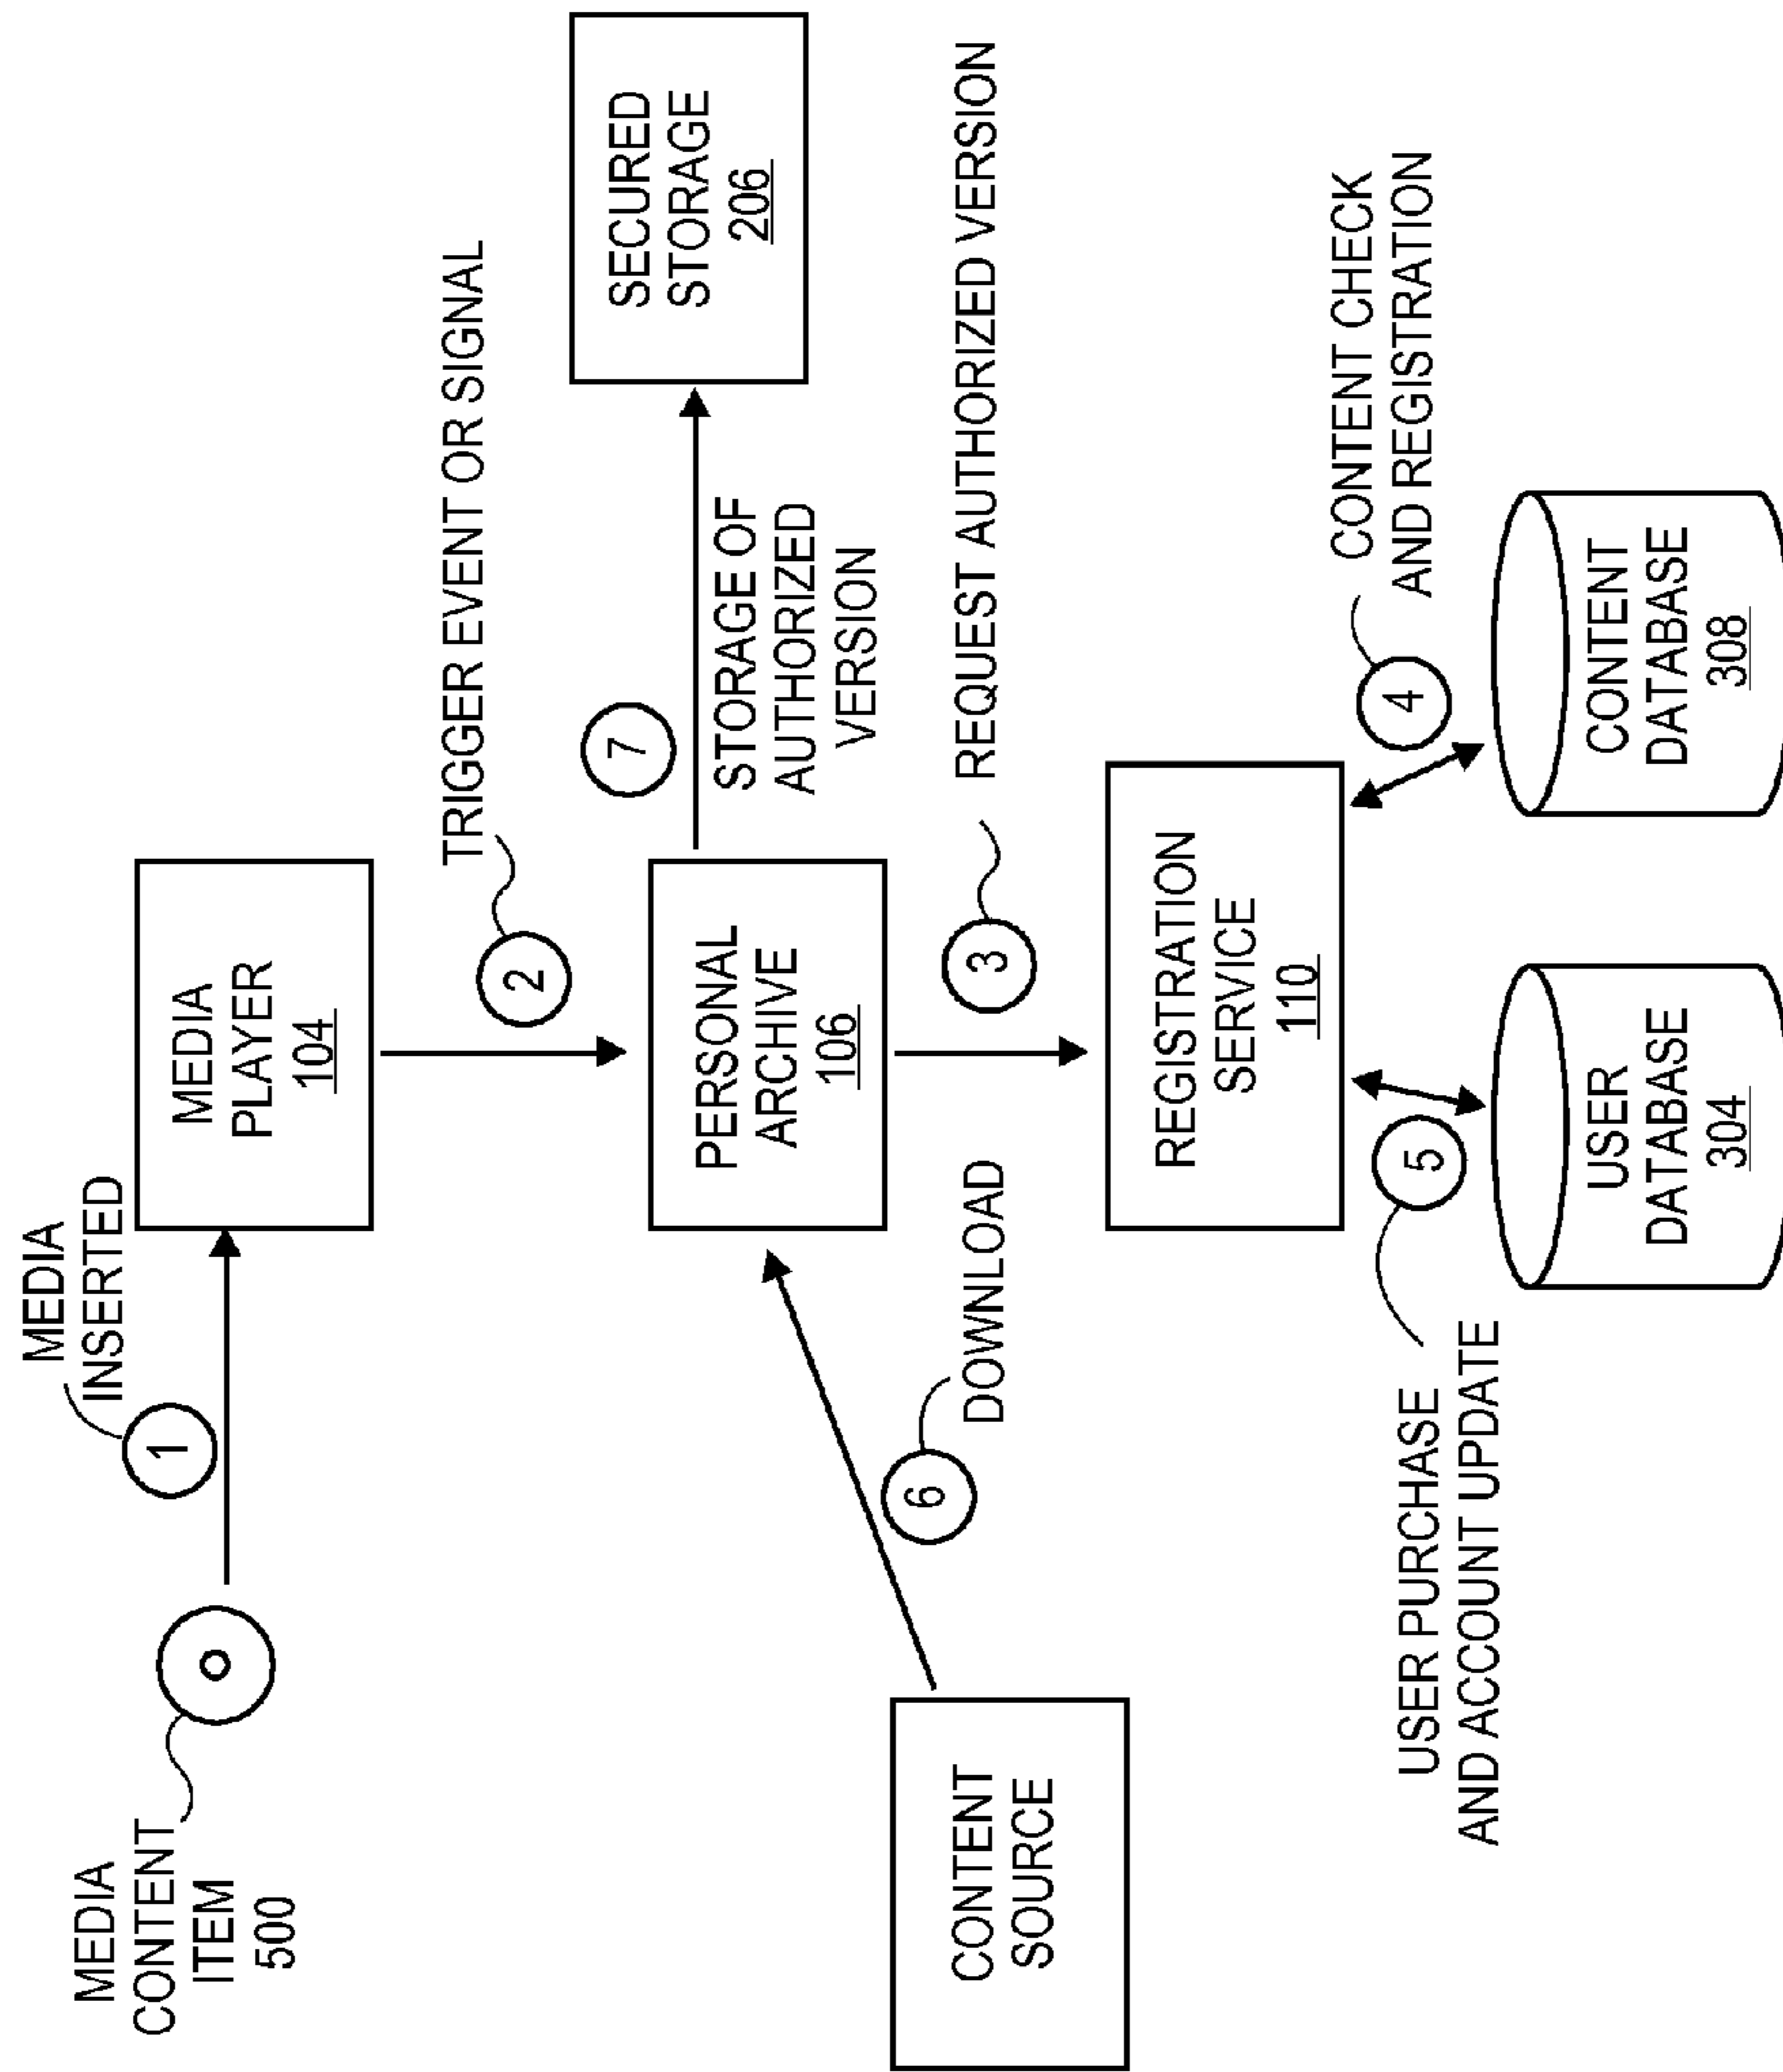 MEDIA
INSERTED
1
MEDIA
CONTENT
ITEM
500
MEDIA
PLAYER
104
TRIGGER EVENT OR SIGNAL
2
SECURED
STORAGE
206
7
STORAGE OF
AUTHORIZED
VERSION
PERSONAL
ARCHIVE
106
REQUEST AUTHORIZED VERSION
3
DOWNLOAD
6
CONTENT
SOURCE
REGISTRATION
SERVICE
110
CONTENT CHECK
AND REGISTRATION
4
5
USER PURCHASE
AND ACCOUNT UPDATE
USER
DATABASE
304
CONTENT
DATABASE
308